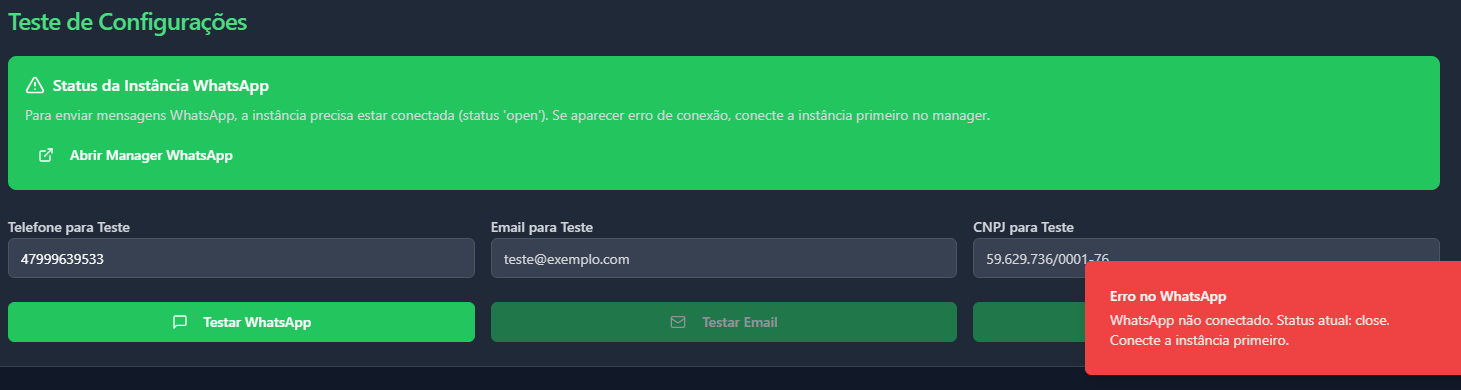 Teste de Configurações
Status da Instância WhatsApp
Para enviar mensagens WhatsApp, a instância precisa estar conectada (status 'open'). Se aparecer erro de conexão, conecte a instância primeiro no manager.
Abrir Manager WhatsApp
Telefone para Teste
Email para Teste
CNPJ para Teste
47999639533
teste@exemplo.com
59.629.736/0001-76
Testar WhatsApp
Testar Email
Erro no WhatsApp
WhatsApp não conectado. Status atual: close.
Conecte a instância primeiro.